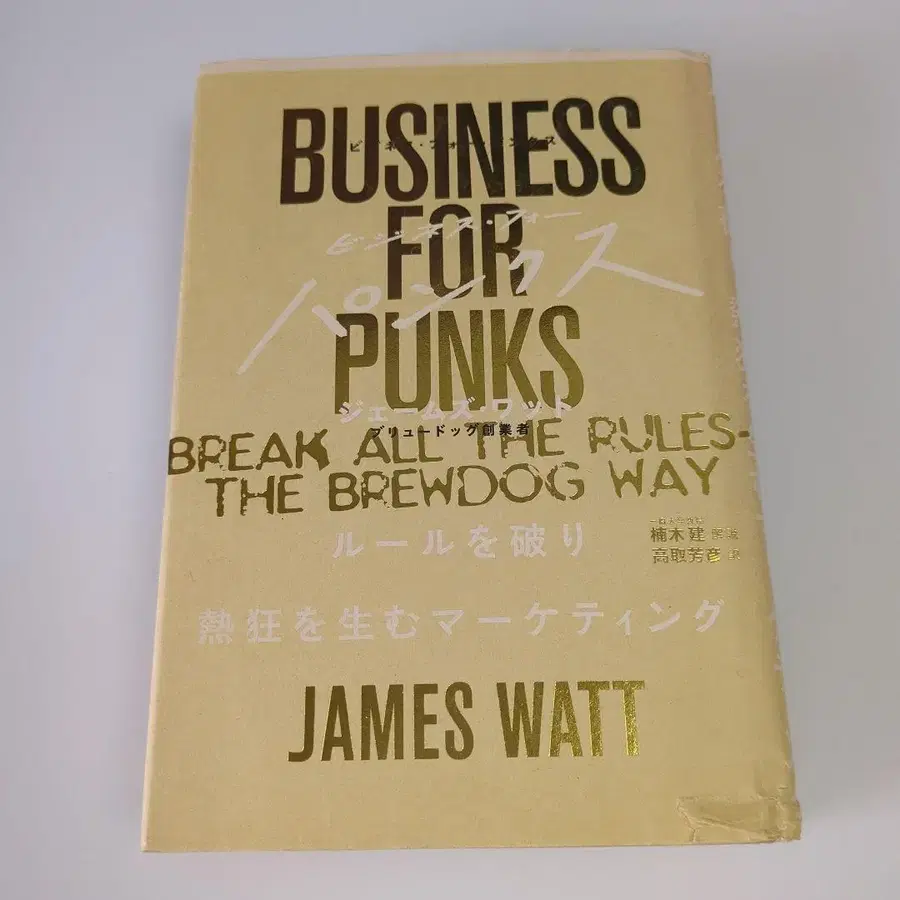 BUSINESS
ビジネス・フォー・パンクス
FOR
ビジネス・フォー
パンクス
PUNKS
ジェームズ・ワット
ブリュードッグ創業者
BREAK ALL THE RULES-
THE BREWDOG WAY
ルールを破り
楠木建 解説
高取芳彦 訳
熱狂を生むマーケティング
JAMES WATT